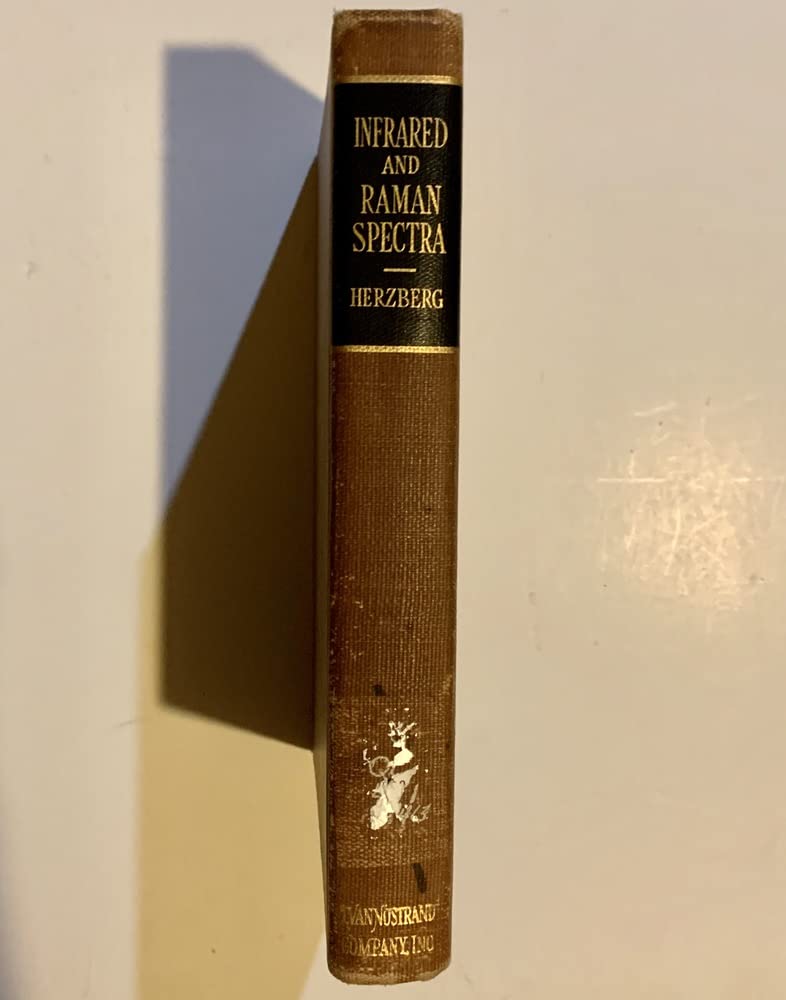 INFRARED
AND
RAMAN
SPECTRA
HERZBERG
VAN NOSTRAND
COMPANY, INC